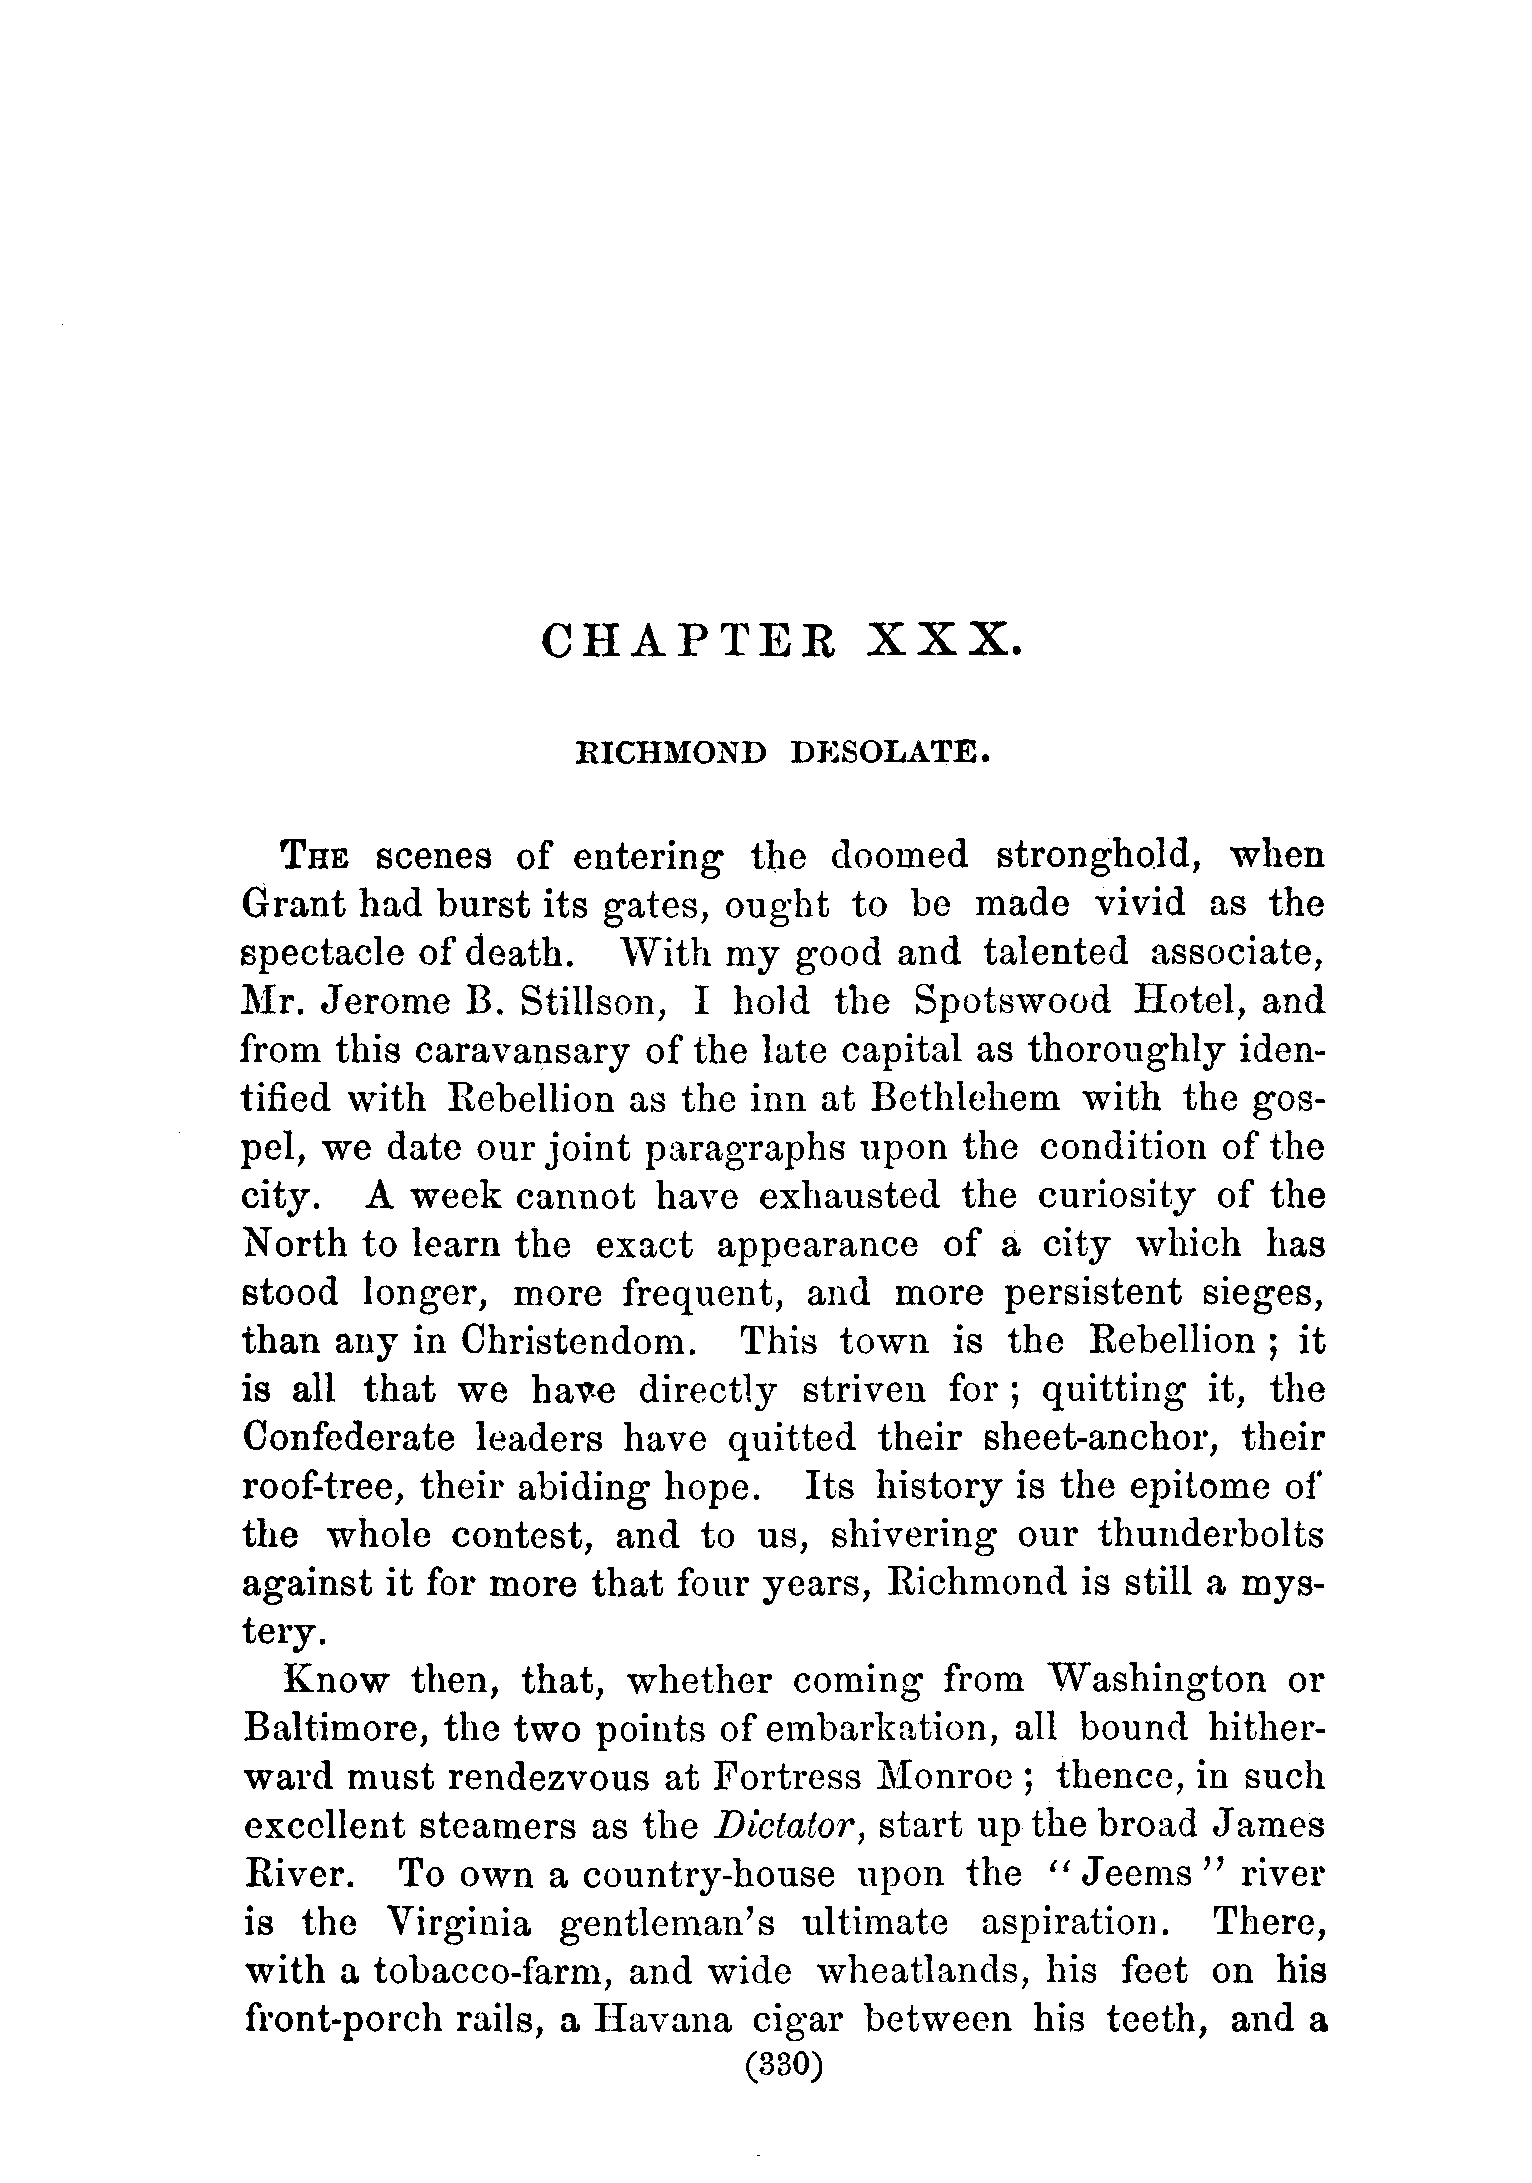 CHAPTER XXX.
RICHMOND DESOLATE.
THE scenes of entering the doomed stronghold, when
Grant had burst its gates, ought to be made vivid as the
spectacle of death. With my good and talented associate,
Mr. Jerome B. Stillson, I hold the Spotswood Hotel, and
from this caravansary of the late capital as thoroughly iden-
tified with Rebellion as the inn at Bethlehem with the gos-
pel, we date our joint paragraphs upon the condition of the
city. A week cannot have exhausted the curiosity of the
North to learn the exact appearance of a city which has
stood longer, more frequent, and more persistent sieges,
than any in Christendom. This town is the Rebellion ; it
is all that we have directly striven for ; quitting it, the
Confederate leaders have quitted their sheet-anchor, their
roof-tree, their abiding hope. Its history is the epitome of
the whole contest, and to us, shivering our thunderbolts
against it for more that four years, Richmond is still a mys-
tery.
Know then, that, whether coming from Washington or
Baltimore, the two points of embarkation, all bound hither-
ward must rendezvous at Fortress Monroe ; thence, in such
excellent steamers as the Dictator, start up the broad James
River. To own a country-house upon the “ Jeems ” river
is the Virginia gentleman's ultimate aspiration. There,
with a tobacco-farm, and wide wheatlands, his feet on his
front-porch rails, a Havana cigar between his teeth, and a
(330)